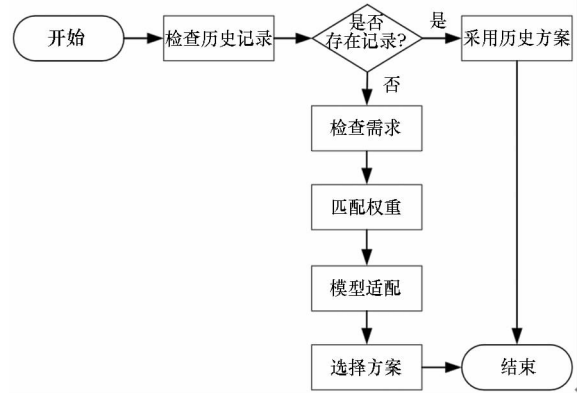 开始
检查历史记录
是否
存在记录?
是
采用历史方案
否
检查需求
匹配权重
模型适配
选择方案
结束